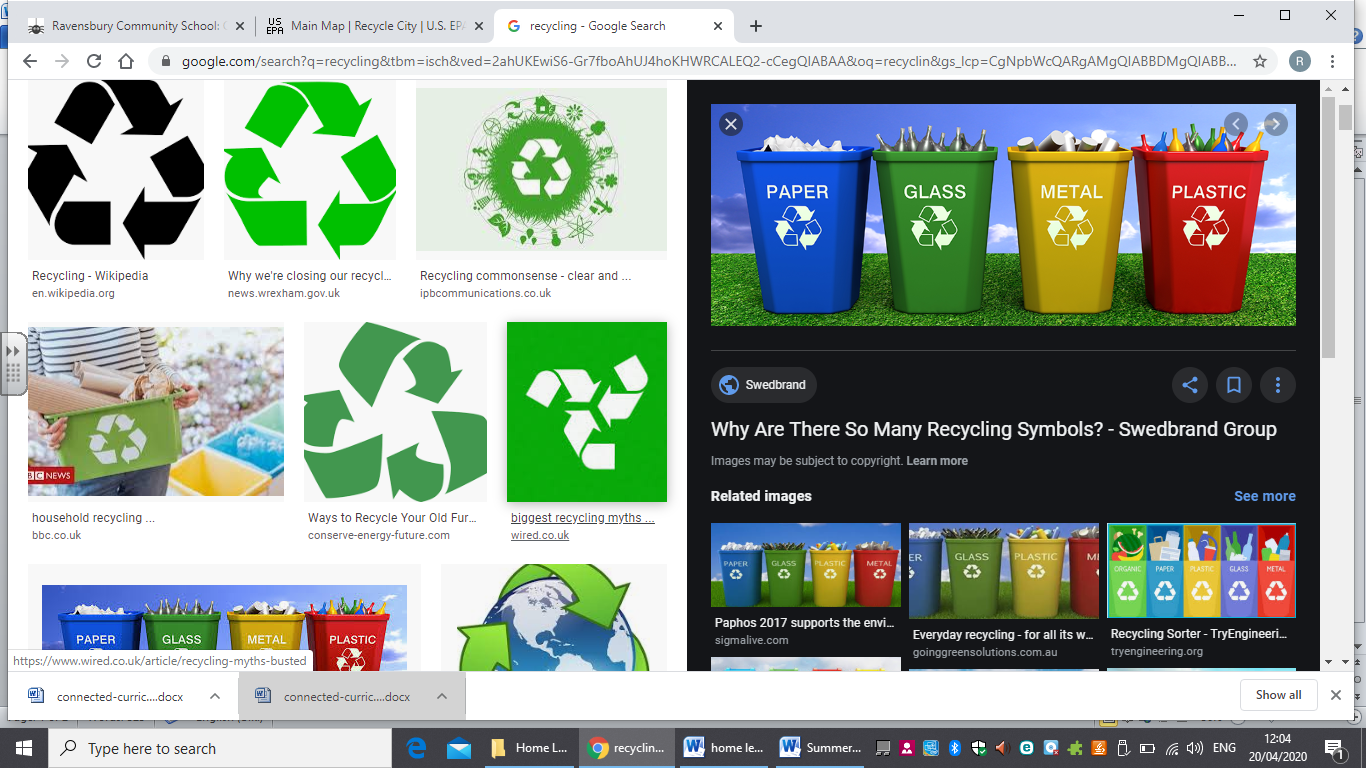 Ravensbury Community School: C
US EPA
Main Map | Recycle City | U.S. EPA
recycling - Google Search
google.com/search?q=recycling&tbm=isch&ved=2ahUKEwiS6-Gr7fboAhUJ4hoKHWRCALEQ2-cCegQIABAA&oq=recyclin&gs_lcp=CgNpbWcQARgAMgQIABBDMgQIABB...
R
Recycling - Wikipedia
en.wikipedia.org
Why we're closing our recycl...
news.wrexham.gov.uk
Recycling commonsense - clear and ...
ipbcommunications.co.uk
BBC NEWS
household recycling ...
bbc.co.uk
Ways to Recycle Your Old Fur...
conserve-energy-future.com
biggest recycling myths ...
wired.co.uk
PAPER GLASS METAL PLASTIC
https://www.wired.co.uk/article/recycling-myths-busted
PAPER GLASS METAL PLASTIC
Swedbrand
Why Are There So Many Recycling Symbols? - Swedbrand Group
Images may be subject to copyright. Learn more
Related images
See more
PAPER GLASS PLASTIC METAL
Paphos 2017 supports the envi...
sigmalive.com
GLASS PLASTIC
Everyday recycling - for all its w...
goinggreensolutions.com.au
ORGANIC PAPER PLASTIC GLASS METAL
Recycling Sorter - TryEngineeri...
tryengineering.org
connected-curric....docx
connected-curric....docx
Show all
Type here to search
Home L...
recyclin...
home le...
Summer...
ENG
12:04
20/04/2020
1